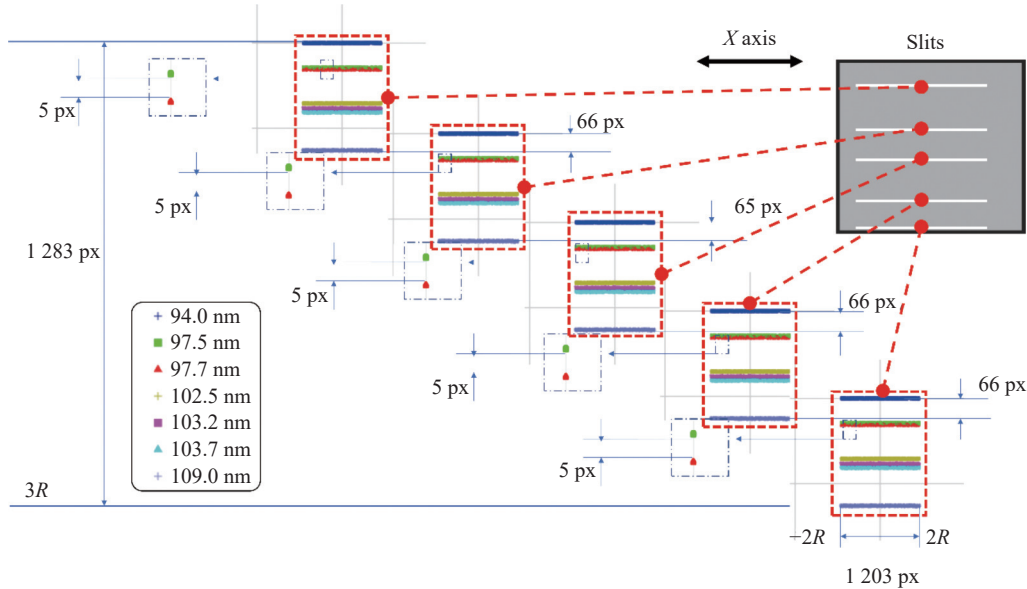 X axis
Slits
5 px
66 px
5 px
65 px
1 283 px
5 px
66 px
94.0 nm
97.5 nm
97.7 nm
102.5 nm
103.2 nm
103.7 nm
109.0 nm
5 px
66 px
5 px
3R
−2R
2R
1 203 px